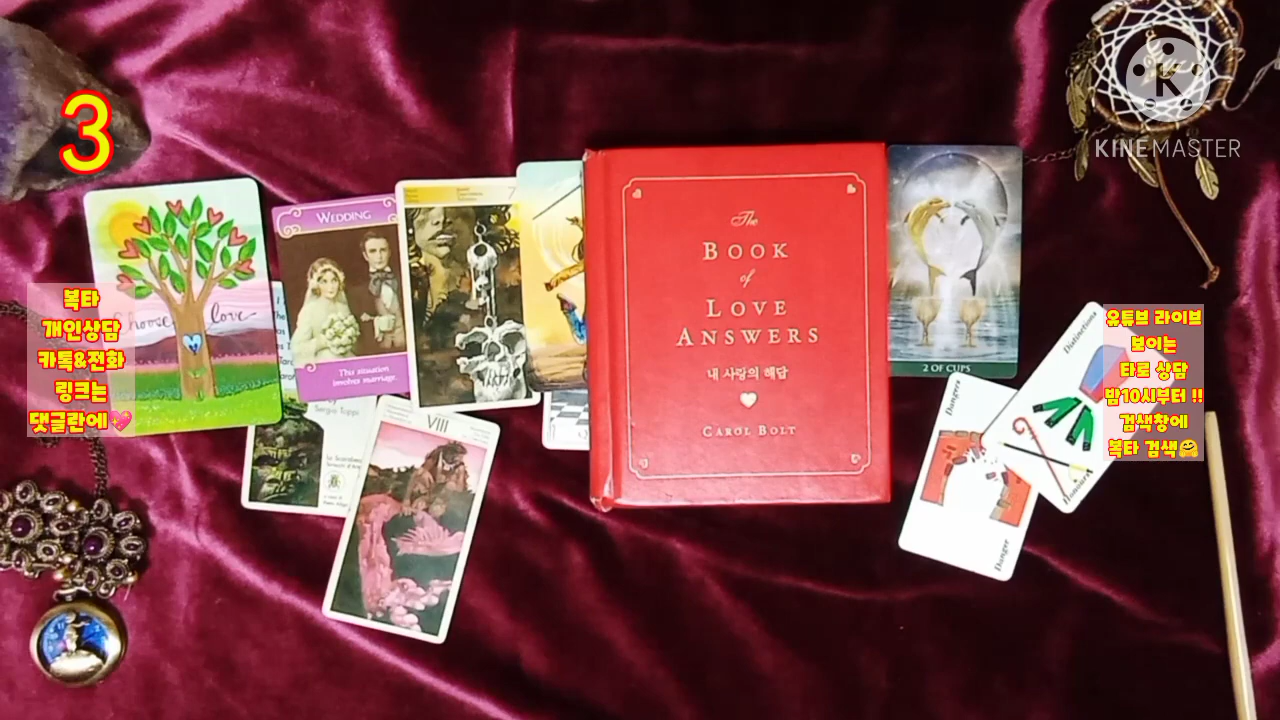 3
KINEMASTER
복타
개인상담
카톡&전화
링크는
댓글란에💖
유튜브 라이브
보이는
타로 상담
밤10시부터 !!
검색창에
복타 검색🤗
Choose love
WEDDING
This situation
involves marriage.
7
VIII
Sergio Toppi
The
BOOK
of
LOVE
ANSWERS
내 사랑의 해답
CAROL BOLT
2 OF CUPS
Distinctions
Honours
Dangers
Danger